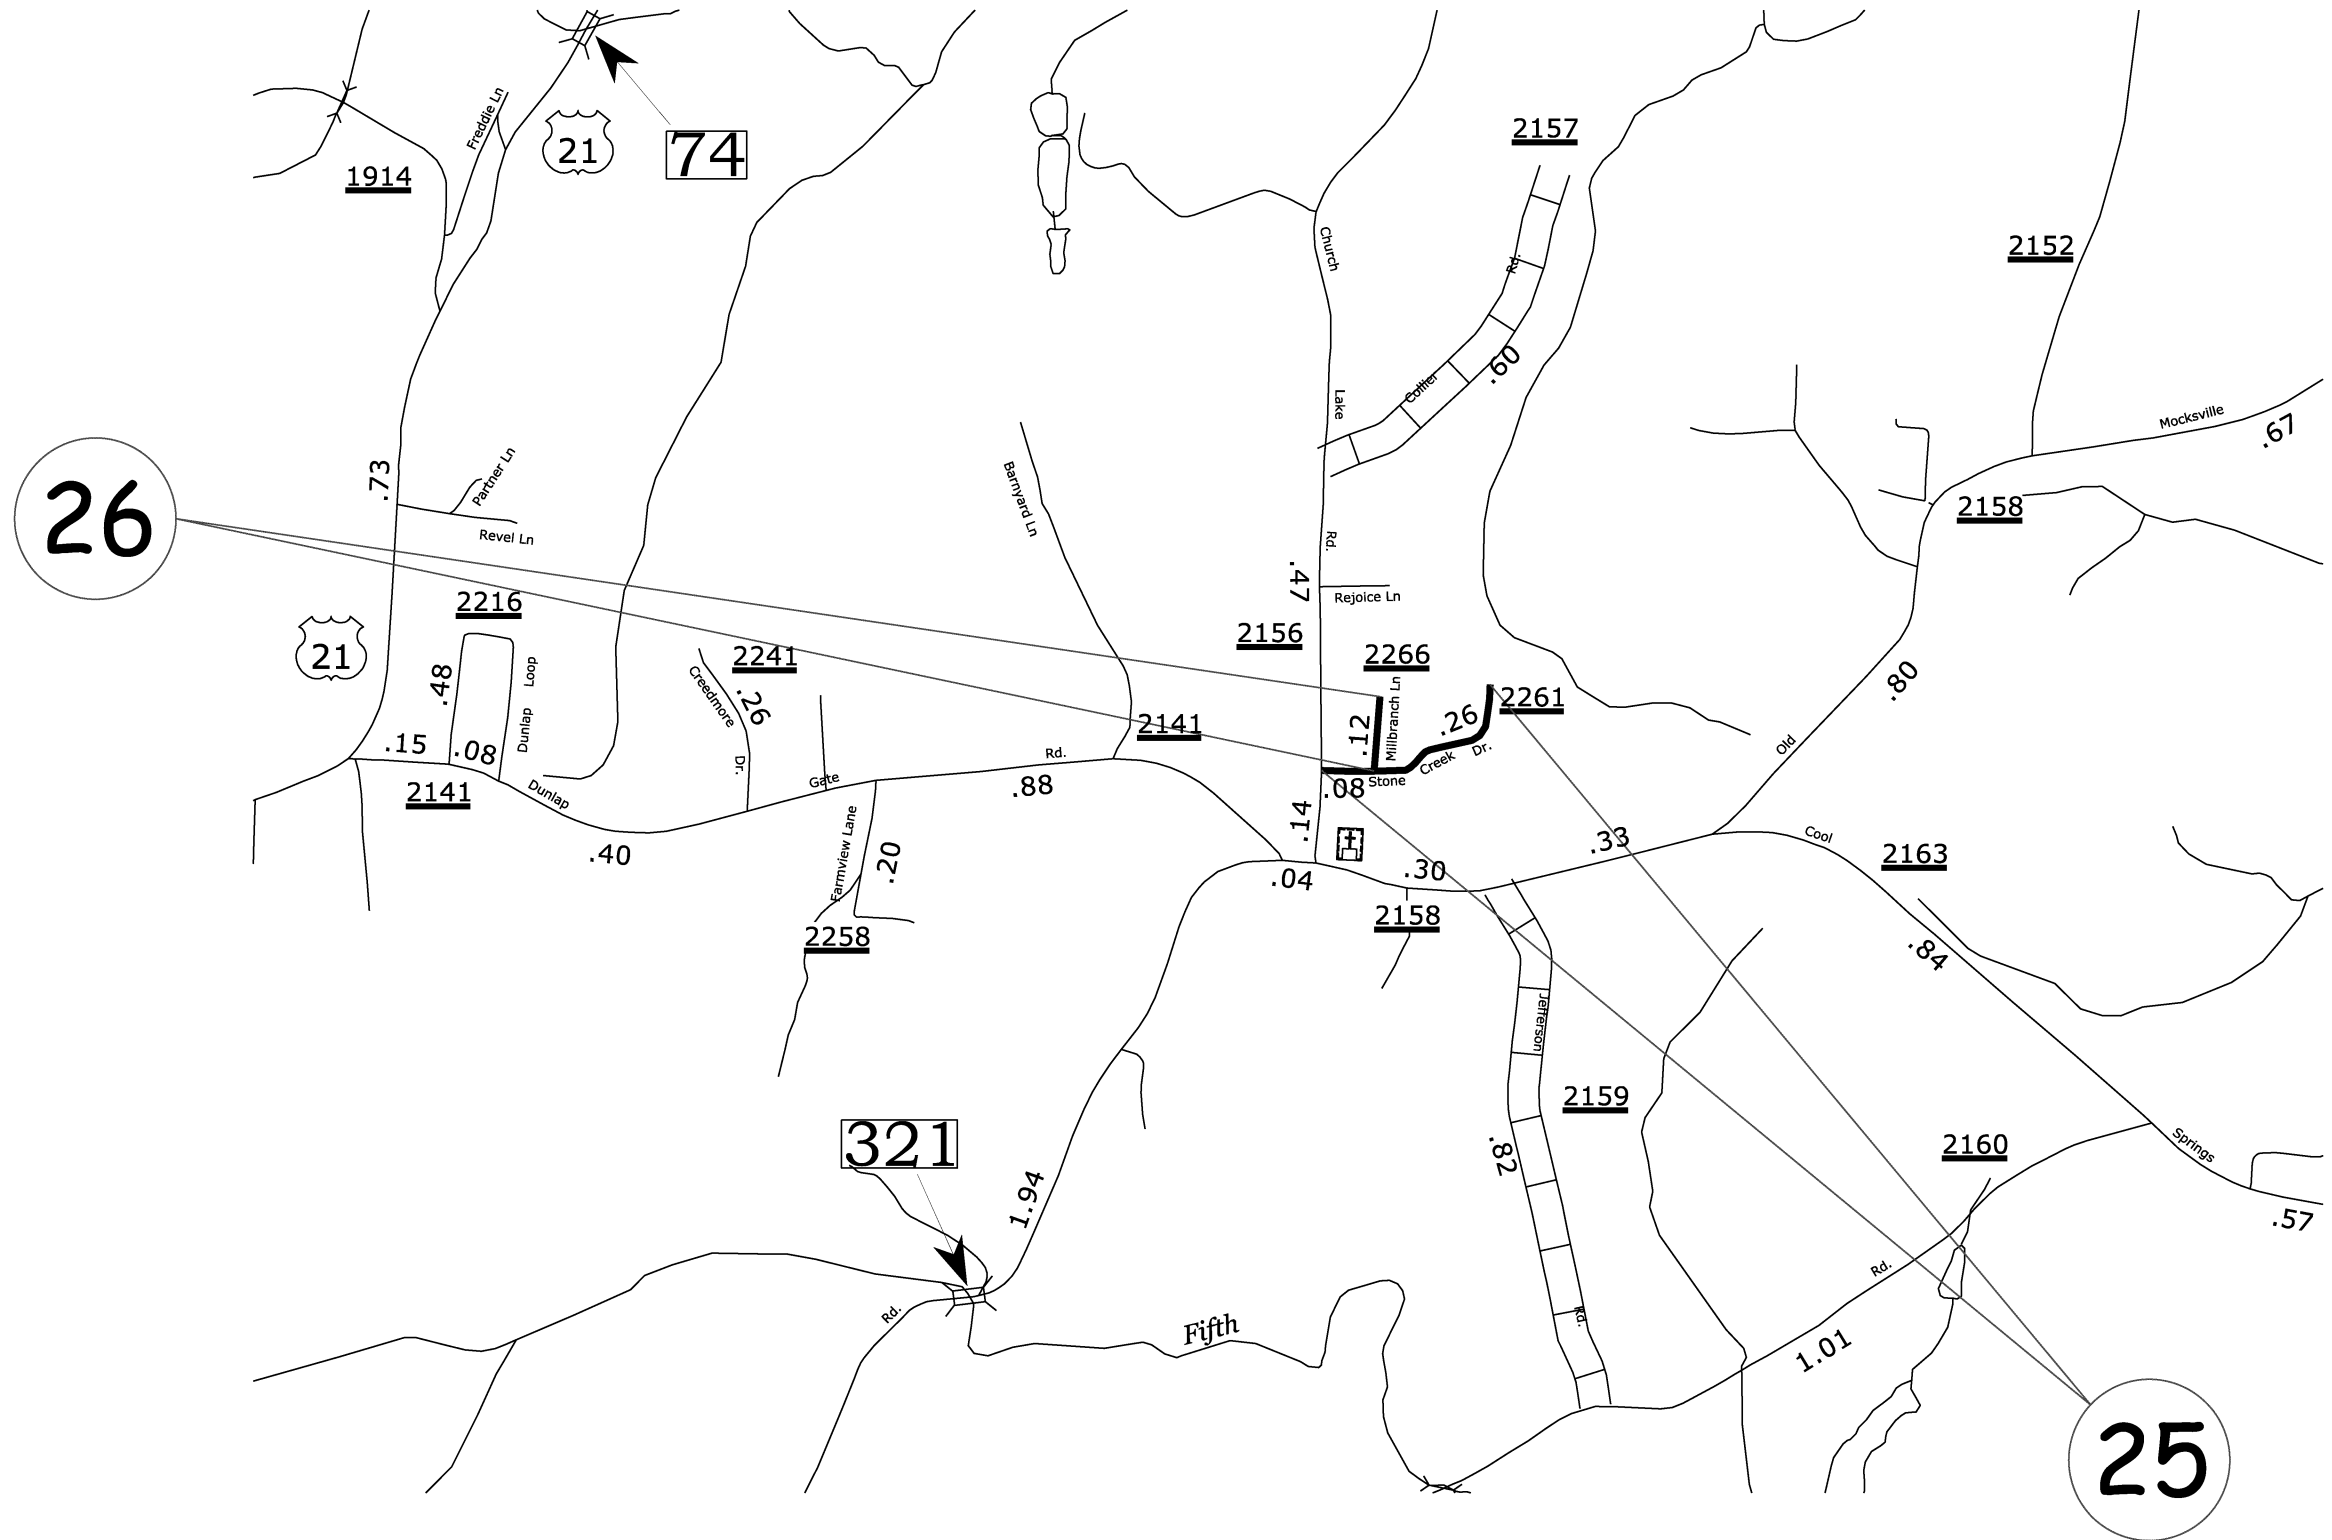 74
21
Freddie Ln
1914
2157
2152
Church
Rd.
.60
Collier
Lake
Mocksville
.67
.73
Partner Ln
Revel Ln
Barnyard Ln
2158
26
Rd.
.47
Rejoice Ln
2216
21
2156
2241
2266
.48
Dunlap Loop
Creedmore Dr.
.26
2141
Millbranch Ln
.12
.26
2261
.80
.15
.08
Rd.
Stone Creek Dr.
Old
2141
Dunlap
Gate
.88
.08
.14
.40
Farmview Lane
.20
.04
.30
.33
Cool
2163
2258
2158
.84
Jefferson
2159
321
.82
2160
Springs
1.94
.57
Rd.
Rd.
Rd.
Fifth
1.01
25